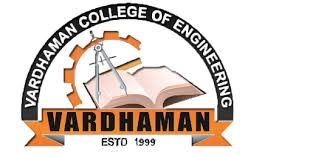 VARDHAMAN COLLEGE OF ENGINEERING
VARDHAMAN
ESTD 1999